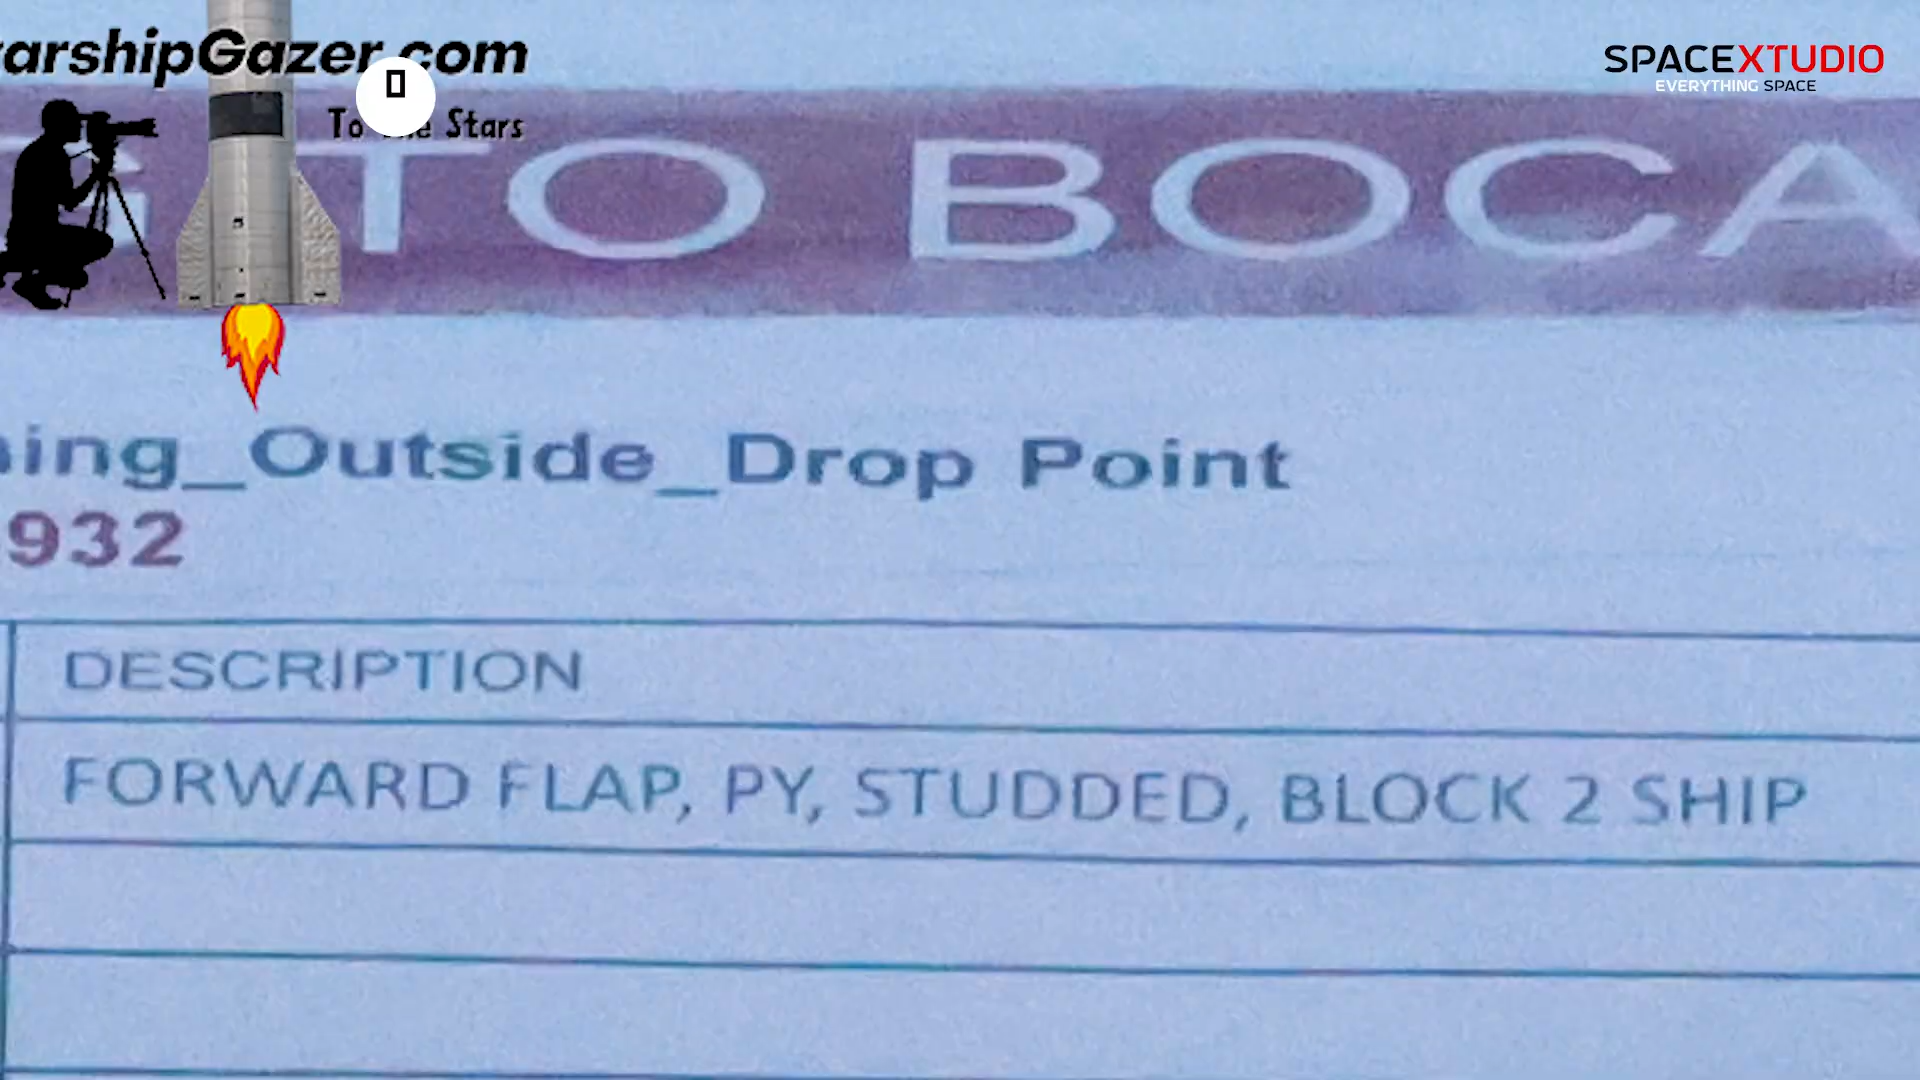 arshipGazer.com
SPACEXTUDIO
EVERYTHING SPACE
To Stars
G TO BOCA
ing_Outside_Drop Point
932
DESCRIPTION
FORWARD FLAP, PY, STUDDED, BLOCK 2 SHIP